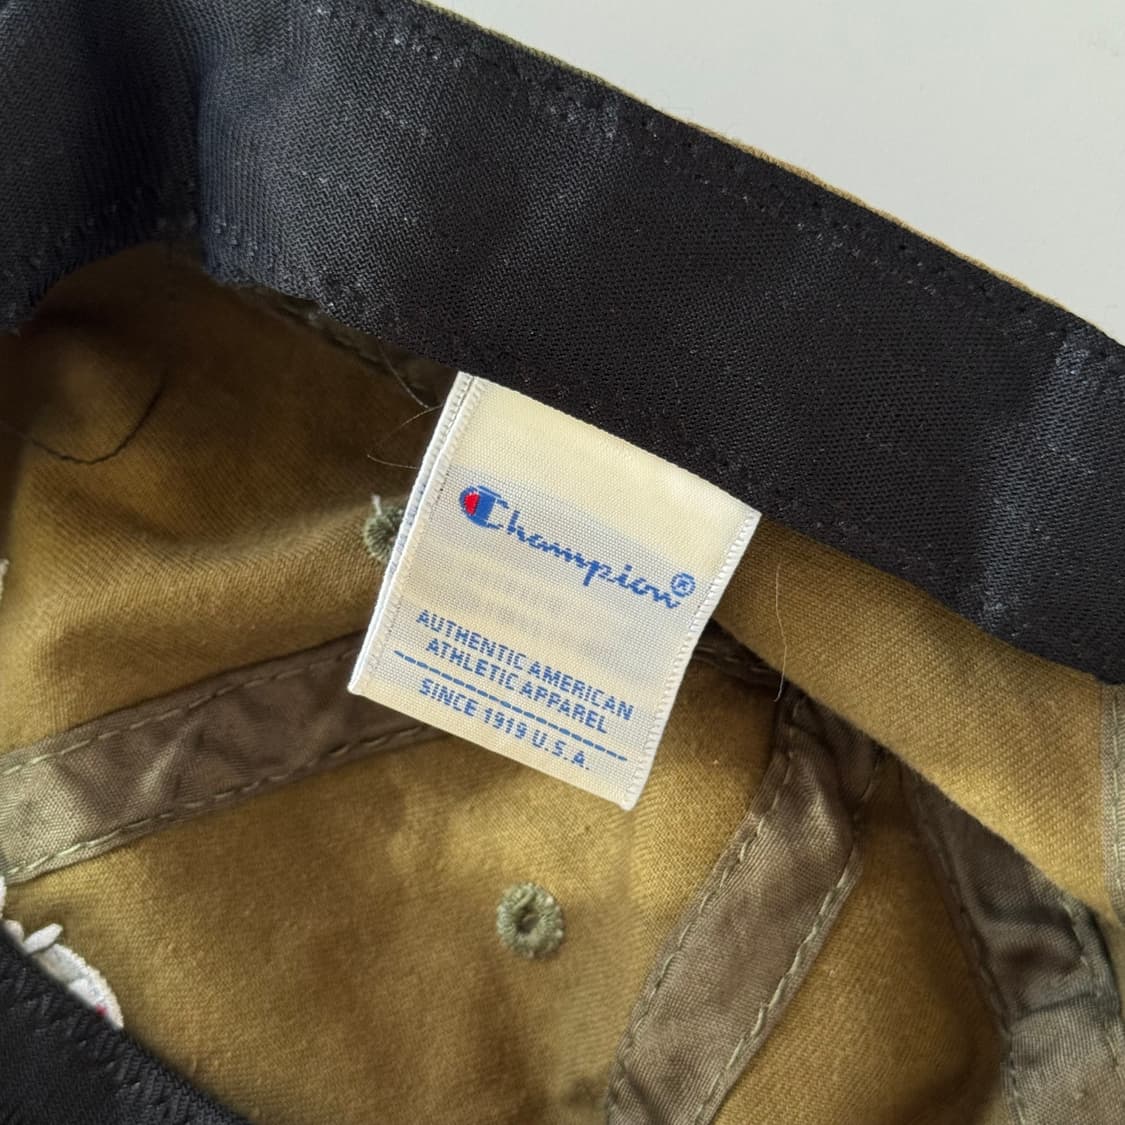 Champion®
AUTHENTIC AMERICAN
ATHLETIC APPAREL
SINCE 1919 U.S.A.